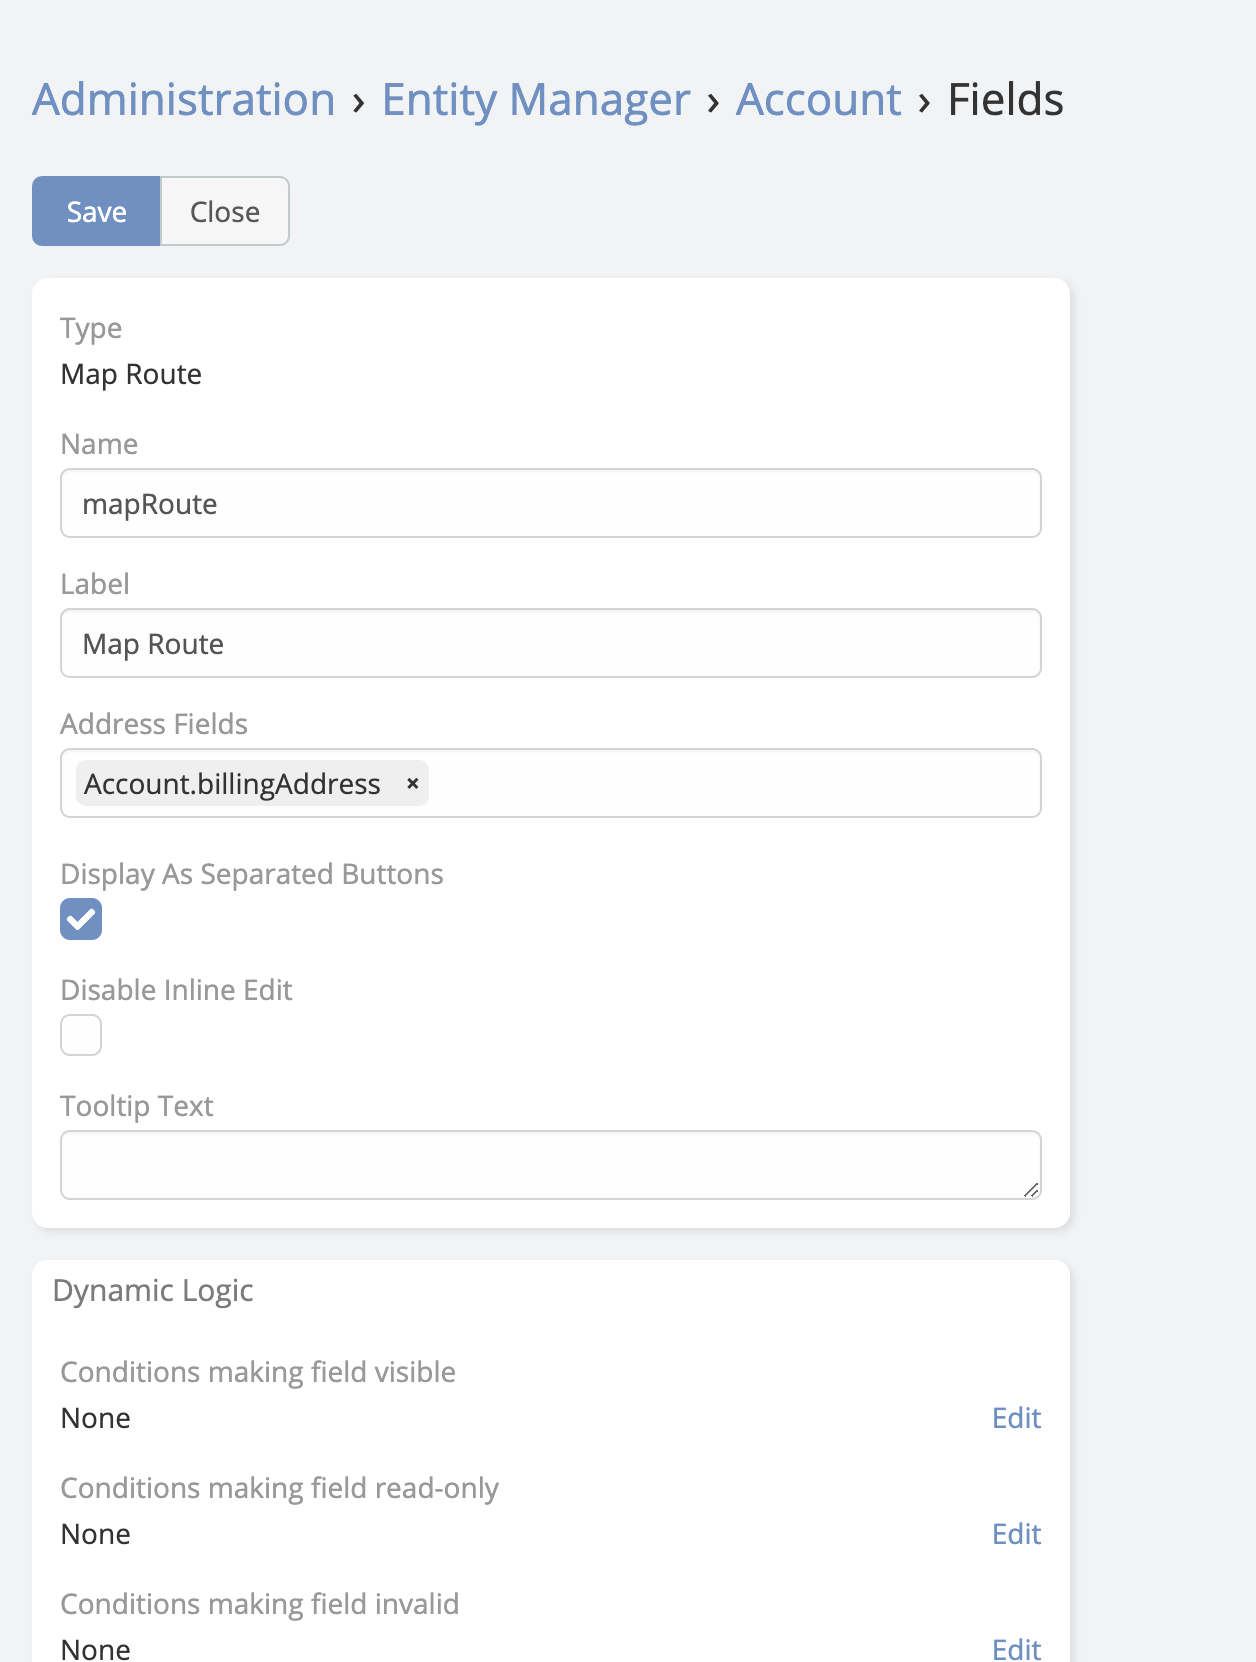 Administration › Entity Manager › Account › Fields
Save Close
Type
Map Route
Name
mapRoute
Label
Map Route
Address Fields
Account.billingAddress ×
Display As Separated Buttons
Disable Inline Edit
Tooltip Text
Dynamic Logic
Conditions making field visible
None Edit
Conditions making field read-only
None Edit
Conditions making field invalid
None Edit